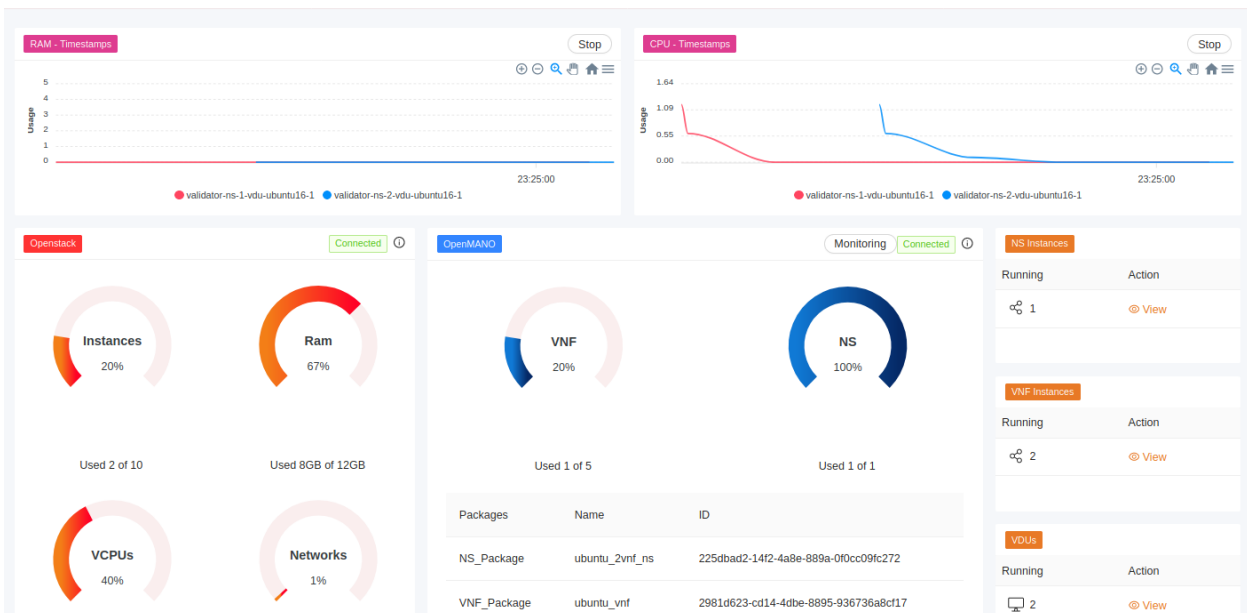 RAM - Timestamps
Stop
5
4
3
2
1
0
Usage
23:25:00
validator-ns-1-vdu-ubuntu16-1 validator-ns-2-vdu-ubuntu16-1
CPU - Timestamps
Stop
1.64
1.09
0.55
0.00
Usage
23:25:00
validator-ns-1-vdu-ubuntu16-1 validator-ns-2-vdu-ubuntu16-1
Openstack
Connected
Instances
20%
Used 2 of 10
Ram
67%
Used 8GB of 12GB
VCPUs
40%
Networks
1%
OpenMANO
Monitoring
Connected
VNF
20%
Used 1 of 5
NS
100%
Used 1 of 1
Packages Name ID
NS_Package ubuntu_2vnf_ns 225dbad2-14f2-4a8e-889a-0f0cc09fc272
VNF_Package ubuntu_vnf 2981d623-cd14-4dbe-8895-936736a8cf17
NS Instances
Running Action
1 View
VNF Instances
Running Action
2 View
VDUs
Running Action
2 View